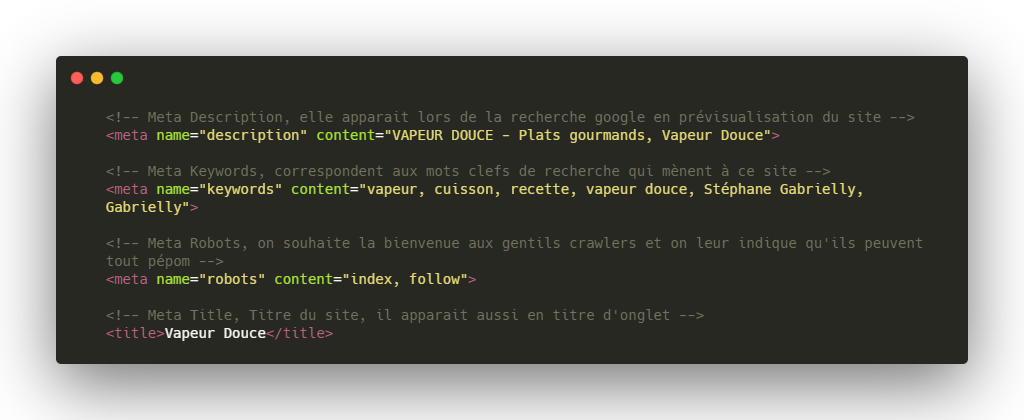 <!-- Meta Description, elle apparait lors de la recherche google en prévisualisation du site -->
<meta name="description" content="VAPEUR DOUCE - Plats gourmands, Vapeur Douce">
<!-- Meta Keywords, correspondent aux mots clefs de recherche qui mènent à ce site -->
<meta name="keywords" content="vapeur, cuisson, recette, vapeur douce, Stéphane Gabrielly,
Gabrielly">
<!-- Meta Robots, on souhaite la bienvenue aux gentils crawlers et on leur indique qu'ils peuvent
tout pépom -->
<meta name="robots" content="index, follow">
<!-- Meta Title, Titre du site, il apparait aussi en titre d'onglet -->
<title>Vapeur Douce</title>